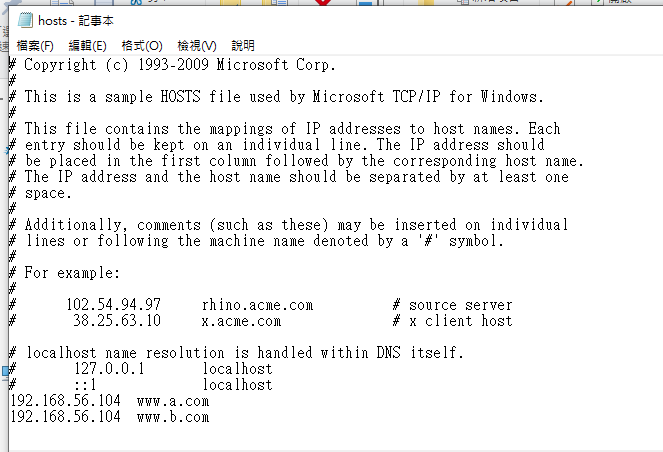 hosts - 記事本
檔案(F) 編輯(E) 格式(O) 檢視(V) 說明
# Copyright (c) 1993-2009 Microsoft Corp.
#
# This is a sample HOSTS file used by Microsoft TCP/IP for Windows.
#
# This file contains the mappings of IP addresses to host names. Each
# entry should be kept on an individual line. The IP address should
# be placed in the first column followed by the corresponding host name.
# The IP address and the host name should be separated by at least one
# space.
#
# Additionally, comments (such as these) may be inserted on individual
# lines or following the machine name denoted by a '#' symbol.
#
# For example:
#
#      102.54.94.97     rhino.acme.com          # source server
#       38.25.63.10     x.acme.com              # x client host

# localhost name resolution is handled within DNS itself.
#       127.0.0.1       localhost
#       ::1             localhost
192.168.56.104  www.a.com
192.168.56.104  www.b.com